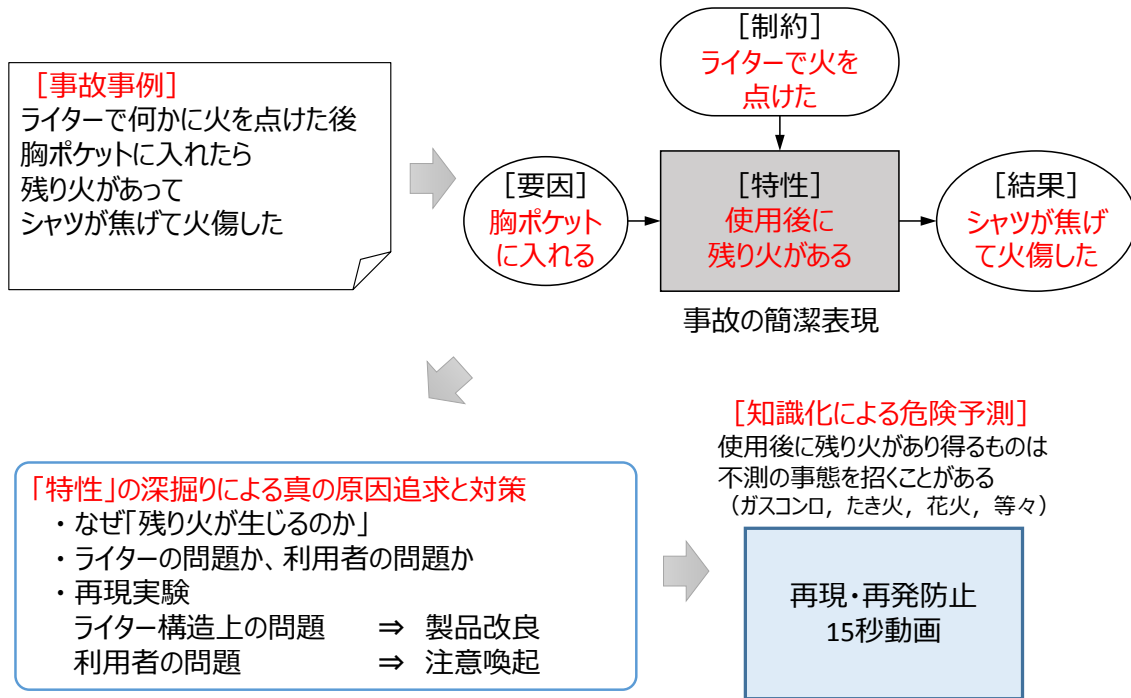 [事故事例]
ライターで何かに火を点けた後
胸ポケットに入れたら
残り火があって
シャツが焦げて火傷した
[制約]
ライターで火を
点けた
[要因]
胸ポケット
に入れる
[特性]
使用後に
残り火がある
[結果]
シャツが焦げ
て火傷した
事故の簡潔表現
「特性」の深掘りによる真の原因追求と対策
・なぜ「残り火が生じるのか」
・ライターの問題か、利用者の問題か
・再現実験
ライター構造上の問題 ⇒ 製品改良
利用者の問題 ⇒ 注意喚起
[知識化による危険予測]
使用後に残り火があり得るものは
不測の事態を招くことがある
（ガスコンロ，たき火，花火，等々）
再現・再発防止
15秒動画